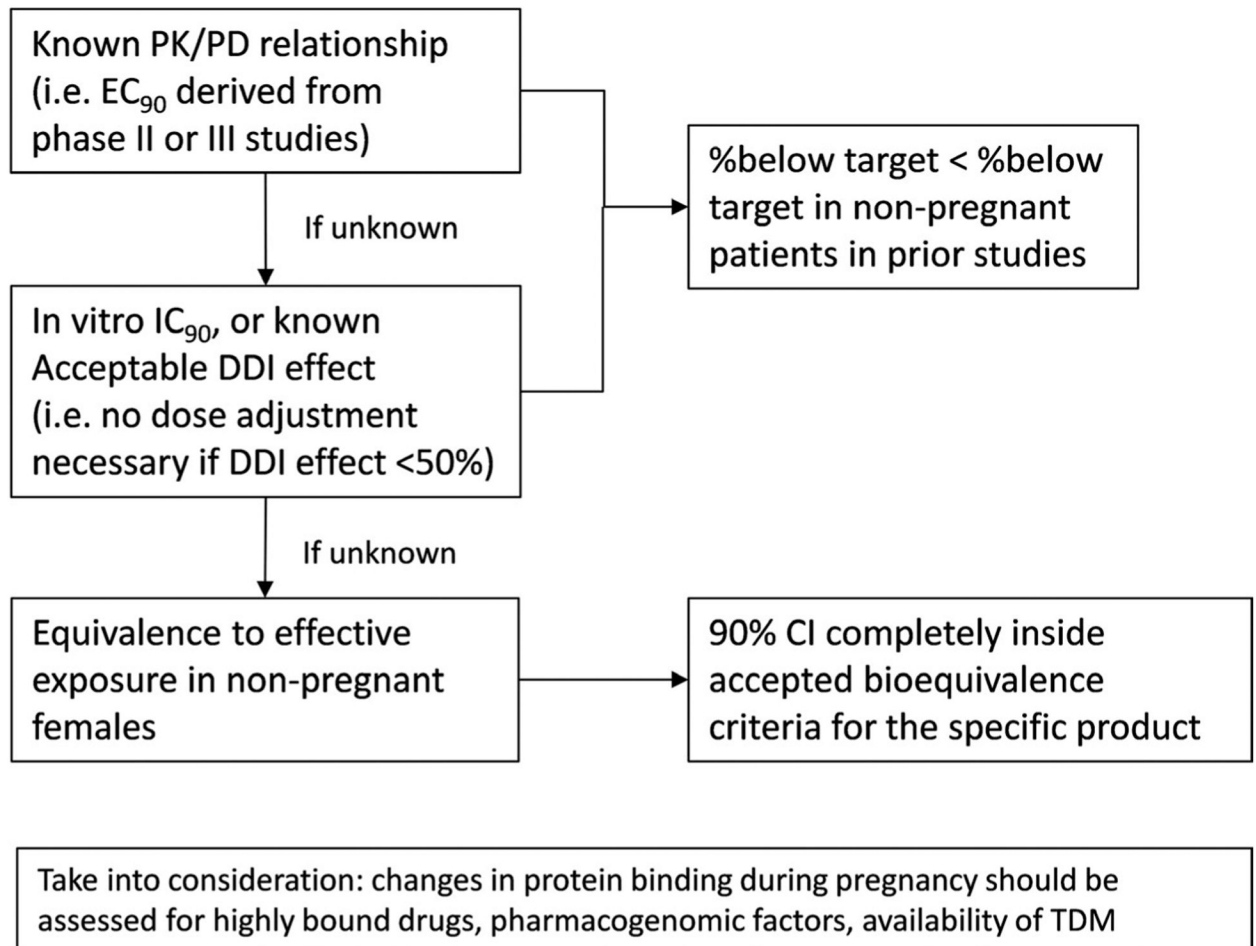 Known PK/PD relationship
(i.e. EC90 derived from
phase II or III studies)
%below target < %below
target in non-pregnant
patients in prior studies
If unknown
In vitro IC90, or known
Acceptable DDI effect
(i.e. no dose adjustment
necessary if DDI effect <50%)
If unknown
Equivalence to effective
exposure in non-pregnant
females
90% CI completely inside
accepted bioequivalence
criteria for the specific product
Take into consideration: changes in protein binding during pregnancy should be
assessed for highly bound drugs, pharmacogenomic factors, availability of TDM